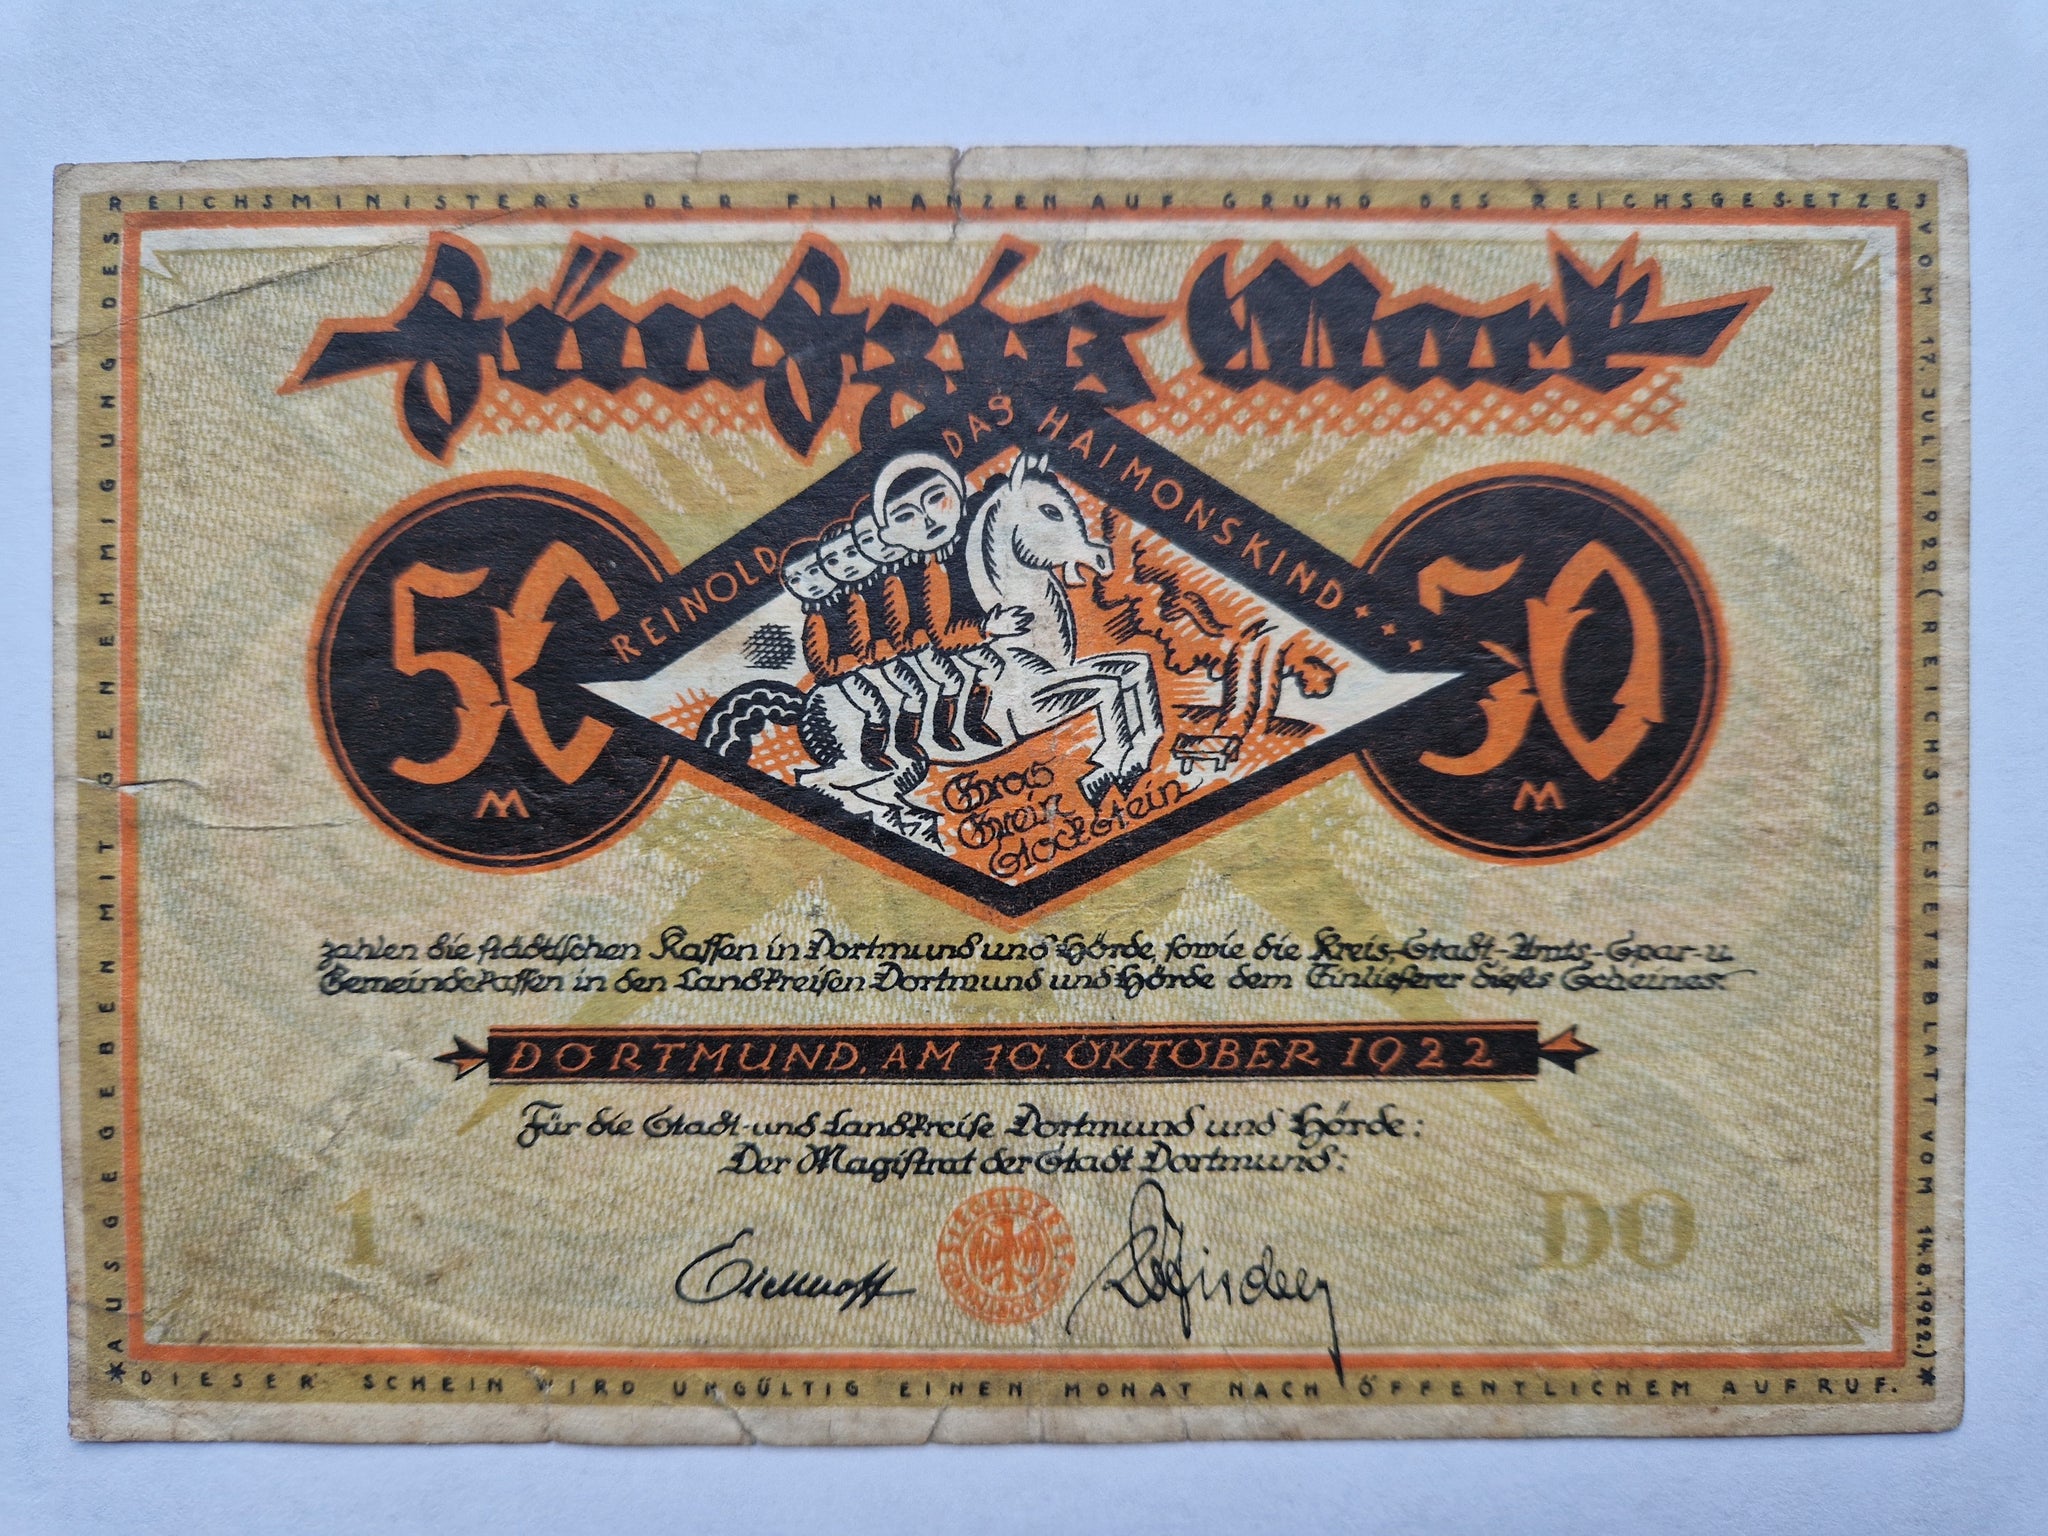 *AUSGEGEBEN MIT GENEHMIGUNG DES
REICHSMINISTERS DER FINANZEN AUF GRUND DES REICHSGESETZES
VOM 17. JULI 1922. (REICHSGESETZBLATT VOM 14.8.1922.)*
*DIESER SCHEIN WIRD UNGÜLTIG EINEN MONAT NACH ÖFFENTLICHEM AUFRUF.
Fünfzig Mark
50 M
REINOLD DAS HAIMONSKIND
50 M
Gras
Grein
Stock Stein
zahlen die städtischen Kassen in Dortmund und Hörde, sowie die Kreis-, Stadt-, Amts-, Spar- u.
Gemeindekassen in den Landkreisen Dortmund und Hörde dem Einlieferer dieses Scheines.
DORTMUND, AM 10. OKTOBER 1922
Für die Stadt- und Landkreise Dortmund und Hörde:
Der Magistrat der Stadt Dortmund:
1
DO
Eichhoff